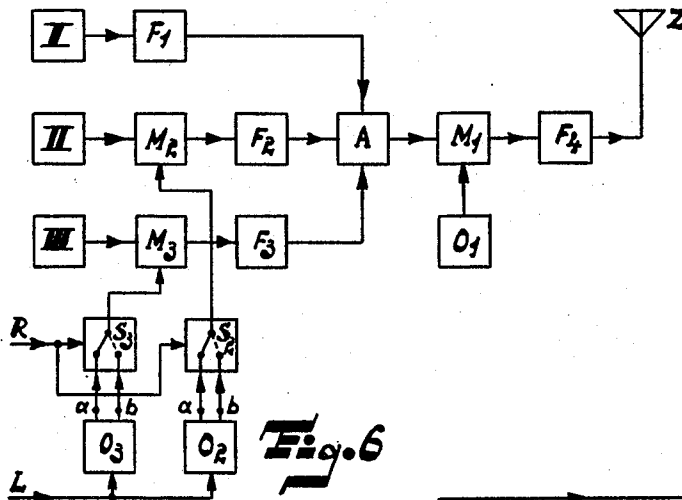 Z
I F1
II M2 F2 A M1 F4
III M3 F3 O1
R S3 S2
a b a b
O3 O2
Fig.6
L